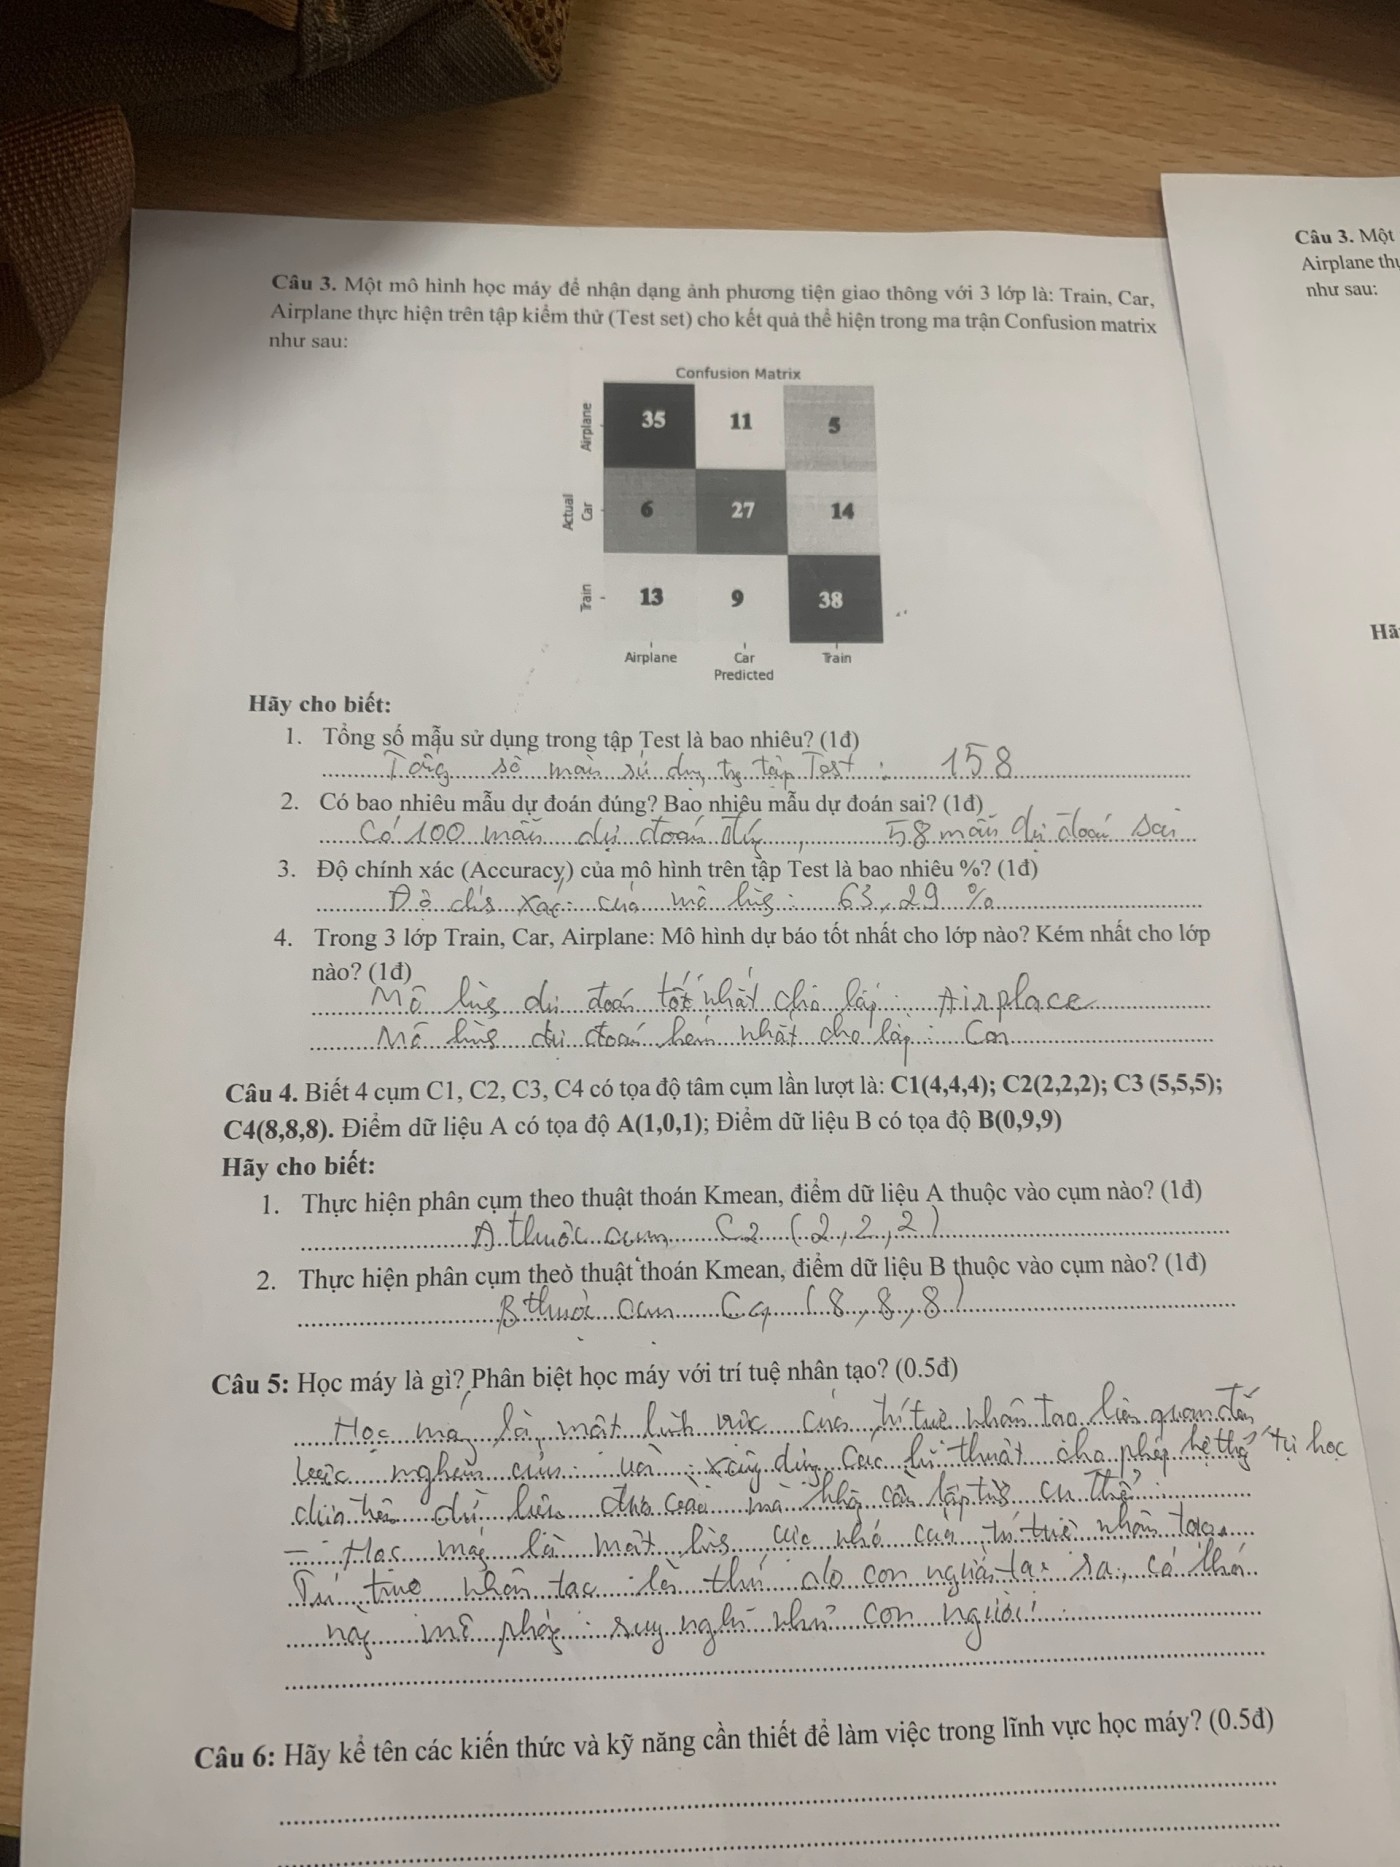 Câu 3. Một mô hình học máy để nhận dạng ảnh phương tiện giao thông với 3 lớp là: Train, Car,
Airplane thực hiện trên tập kiểm thử (Test set) cho kết quả thể hiện trong ma trận Confusion matrix
như sau:
Confusion Matrix
Airplane
35 11 5
Actual
Car
6 27 14
Train
13 9 38
Airplane Car Train
Predicted
Hãy cho biết:
1. Tổng số mẫu sử dụng trong tập Test là bao nhiêu? (1đ)
Tổng số mẫu sử dụng tg tập Test : 158
2. Có bao nhiêu mẫu dự đoán đúng? Bao nhiêu mẫu dự đoán sai? (1đ)
Có 100 mẫu dự đoán đúng, 58 mẫu dự đoán sai
3. Độ chính xác (Accuracy) của mô hình trên tập Test là bao nhiêu %? (1đ)
Độ chính xác của mô hình : 63,29 %
4. Trong 3 lớp Train, Car, Airplane: Mô hình dự báo tốt nhất cho lớp nào? Kém nhất cho lớp
nào? (1đ)
Mô hình dự đoán tốt nhất cho lớp : Airplace
Mô hình dự đoán kém nhất cho lớp : Car
Câu 4. Biết 4 cụm C1, C2, C3, C4 có tọa độ tâm cụm lần lượt là: C1(4,4,4); C2(2,2,2); C3 (5,5,5);
C4(8,8,8). Điểm dữ liệu A có tọa độ A(1,0,1); Điểm dữ liệu B có tọa độ B(0,9,9)
Hãy cho biết:
1. Thực hiện phân cụm theo thuật thoán Kmean, điểm dữ liệu A thuộc vào cụm nào? (1đ)
A thuộc cụm C2 (2,2,2)
2. Thực hiện phân cụm theo thuật thoán Kmean, điểm dữ liệu B thuộc vào cụm nào? (1đ)
B thuộc cụm C4 (8,8,8)
Câu 5: Học máy là gì? Phân biệt học máy với trí tuệ nhân tạo? (0.5đ)
Học máy là một lĩnh vực của trí tuệ nhân tạo liên quan đến
việc nghiên cứu và xây dựng các kĩ thuật cho phép hệ thống tự học
dựa trên dữ liệu đưa vào mà không cần lập trình cụ thể
- Học máy là một lĩnh vực nhỏ của trí tuệ nhân tạo.
Trí tuệ nhân tạo là thứ do con người tạo ra, có thể
mô phỏng suy nghĩ như con người.
Câu 6: Hãy kể tên các kiến thức và kỹ năng cần thiết để làm việc trong lĩnh vực học máy? (0.5đ)
Câu 3. Một
Airplane
như sau: